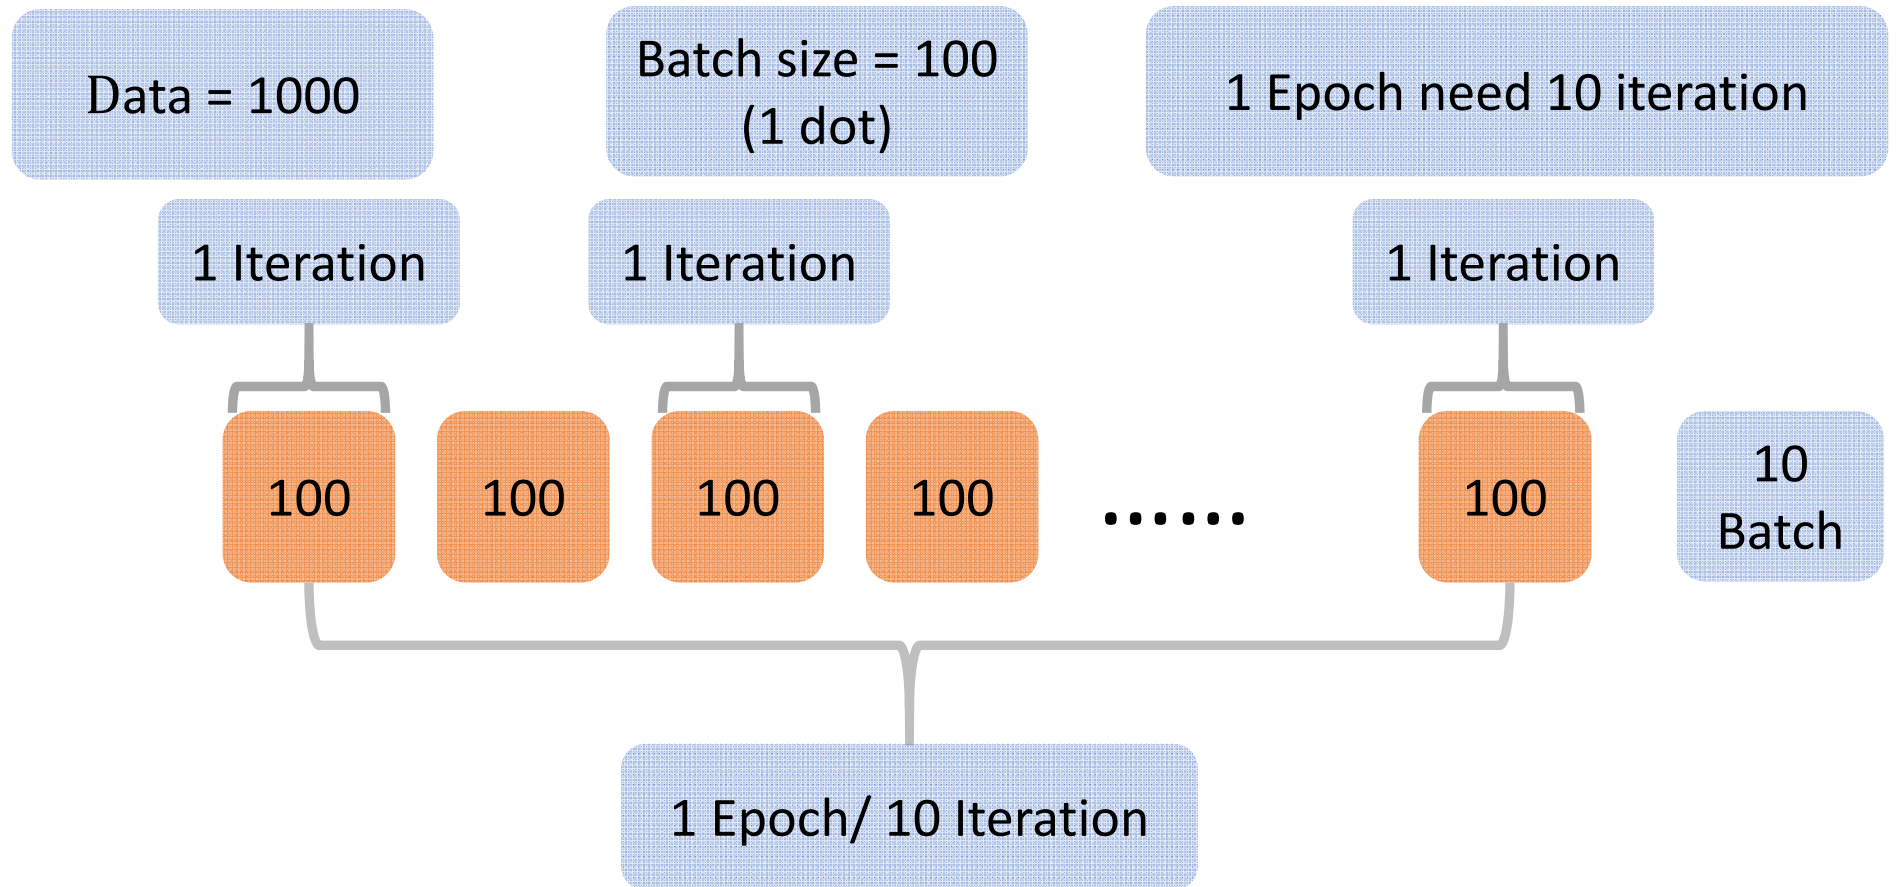 Data = 1000
Batch size = 100
(1 dot)
1 Epoch need 10 iteration
1 Iteration
1 Iteration
1 Iteration
100
100
100
100
......
100
10
Batch
1 Epoch/ 10 Iteration